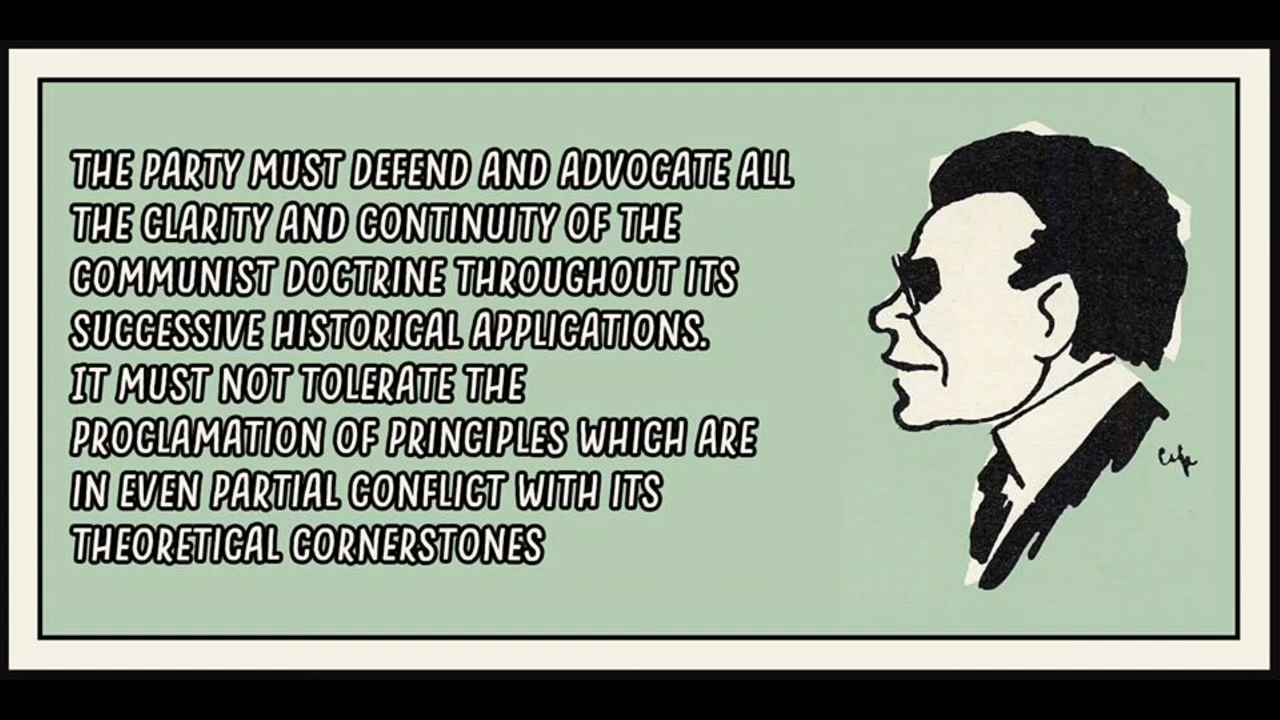 THE PARTY MUST DEFEND AND ADVOCATE ALL
THE CLARITY AND CONTINUITY OF THE
COMMUNIST DOCTRINE THROUGHOUT ITS
SUCCESSIVE HISTORICAL APPLICATIONS.
IT MUST NOT TOLERATE THE
PROCLAMATION OF PRINCIPLES WHICH ARE
IN EVEN PARTIAL CONFLICT WITH ITS
THEORETICAL CORNERSTONES